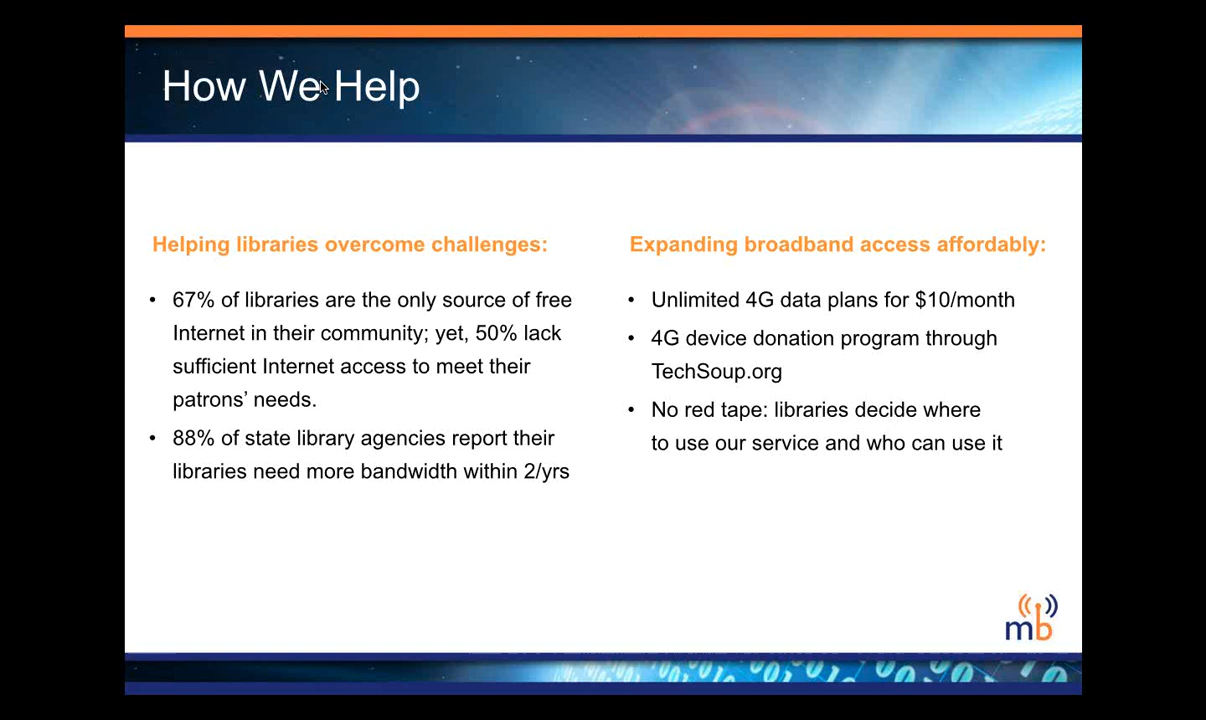 How We Help
Helping libraries overcome challenges:
• 67% of libraries are the only source of free
Internet in their community; yet, 50% lack
sufficient Internet access to meet their
patrons’ needs.
• 88% of state library agencies report their
libraries need more bandwidth within 2/yrs
Expanding broadband access affordably:
• Unlimited 4G data plans for $10/month
• 4G device donation program through
TechSoup.org
• No red tape: libraries decide where
to use our service and who can use it
mb